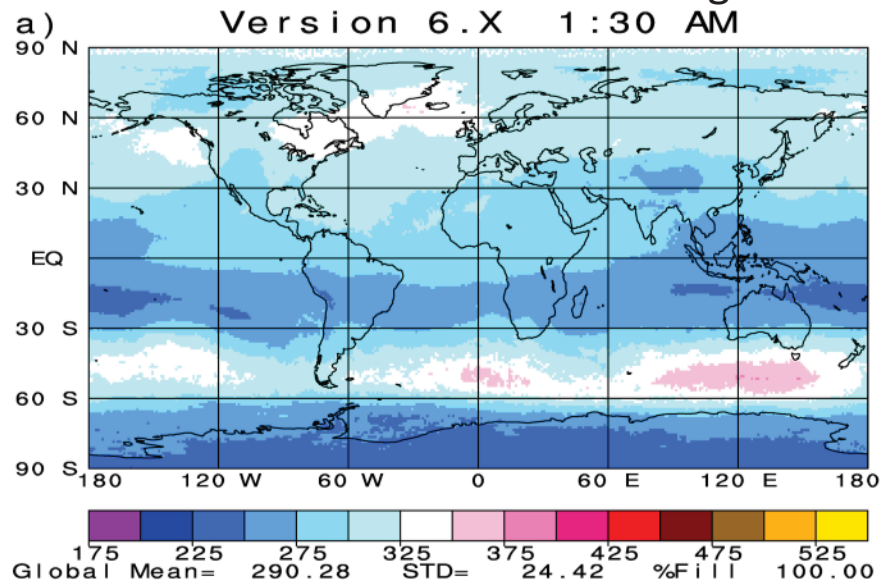 a) Version 6.X 1:30 AM
90 N
60 N
30 N
EQ
30 S
60 S
90 S
180 120 W 60 W 0 60 E 120 E 180
175 225 275 325 375 425 475 525
Global Mean= 290.28 STD= 24.42 %Fill 100.00